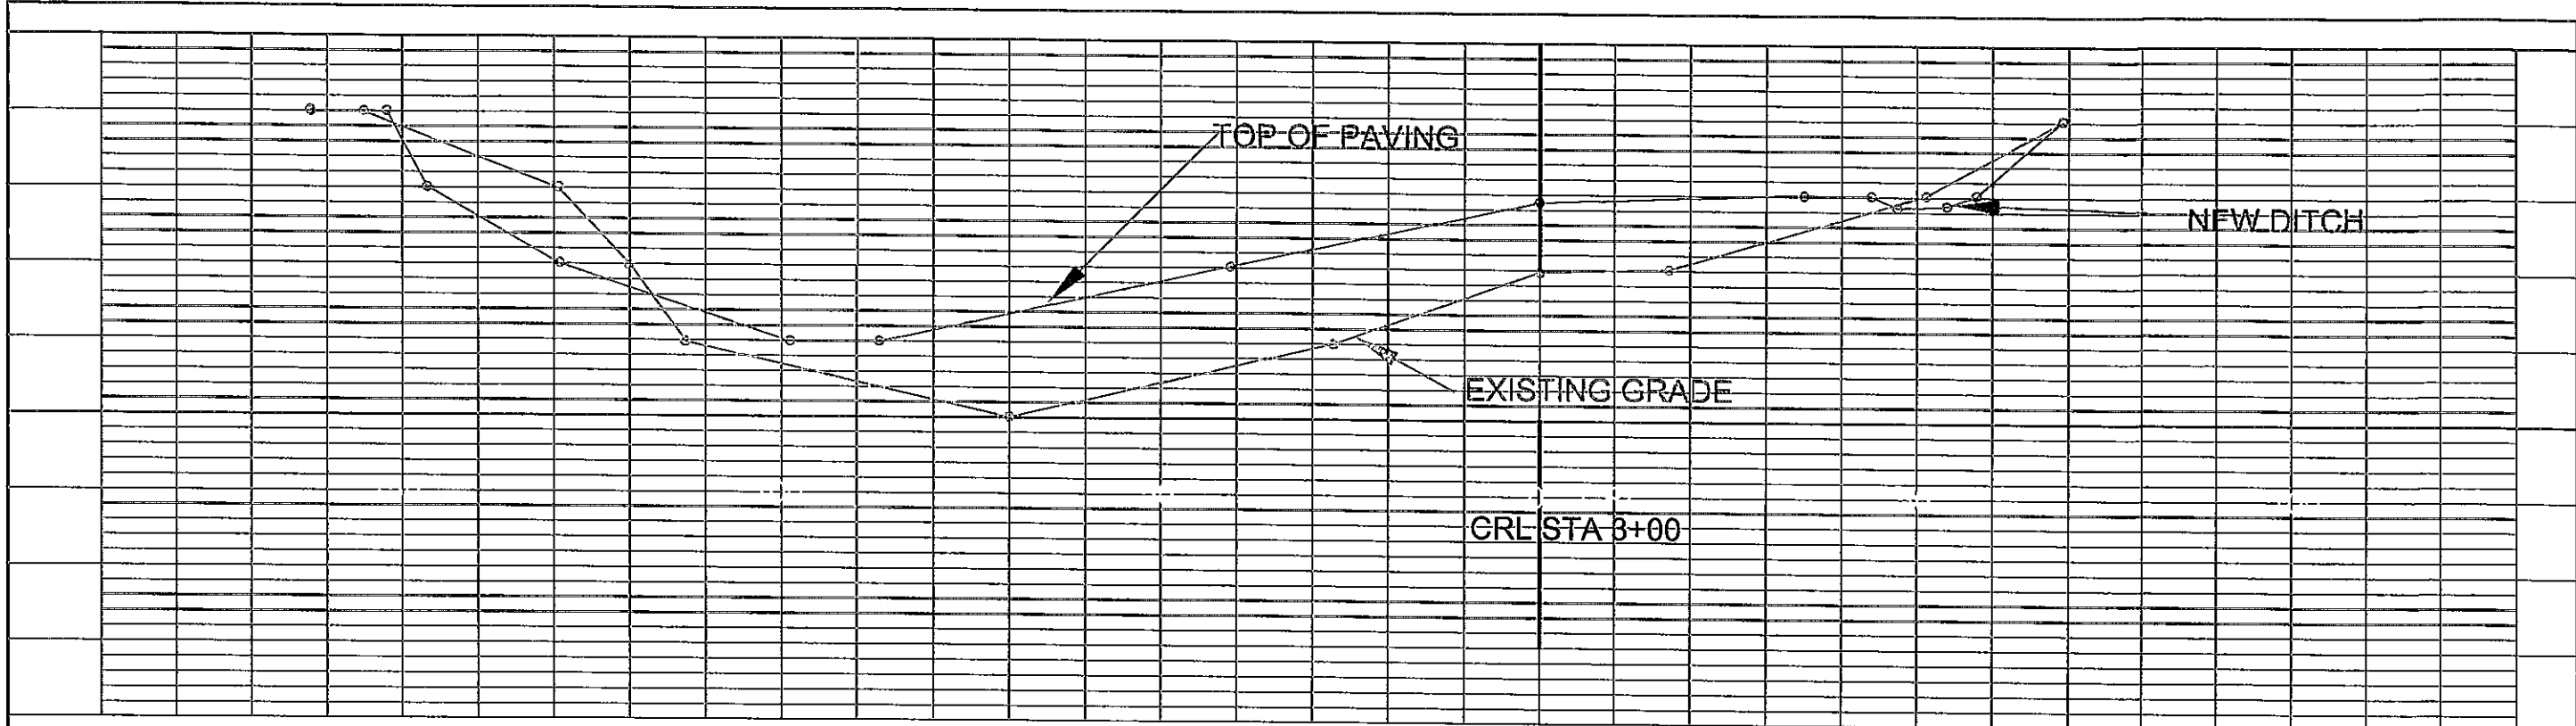 TOP OF PAVING
NEW DITCH
EXISTING GRADE
CRL STA 3+00